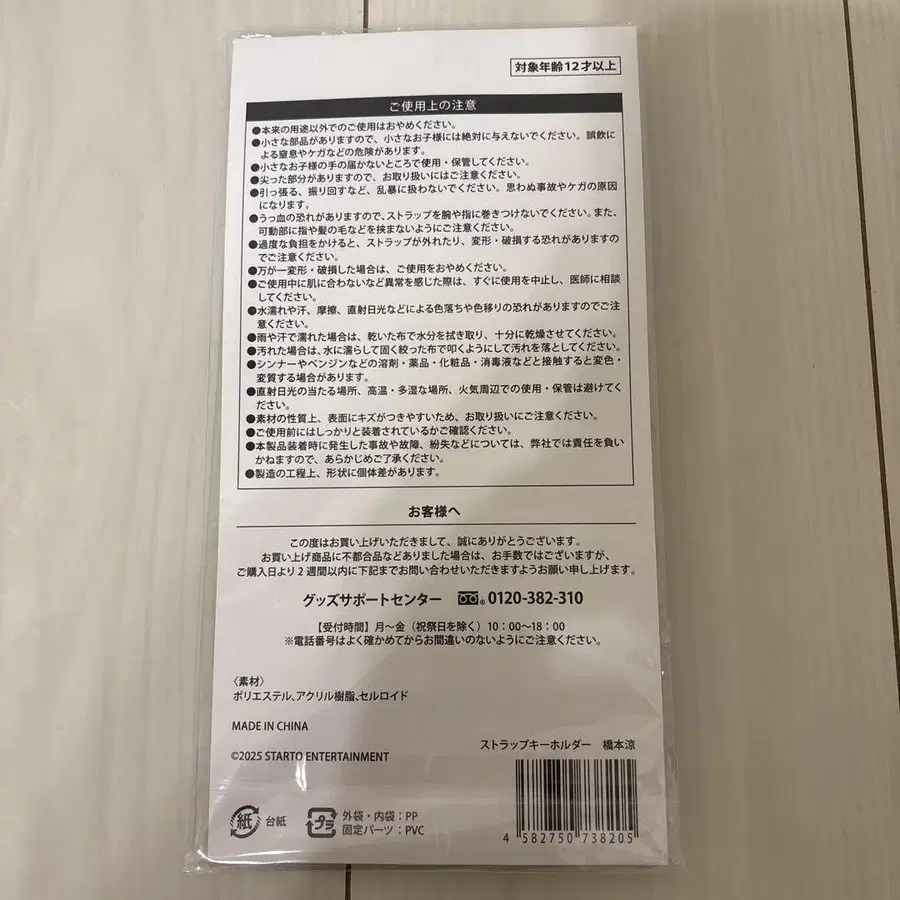 対象年齢12才以上
ご使用上の注意
●本来の用途以外でのご使用はおやめください。
●小さな部品がありますので、小さなお子様には絶対に与えないでください。誤飲に
よる窒息やケガなどの危険があります。
●小さなお子様の手の届かないところで使用・保管してください。
●尖った部分がありますので、お取り扱いにはご注意ください。
●引っ張る、振り回すなど、乱暴に扱わないでください。思わぬ事故やケガの原因
になります。
●うっ血の恐れがありますので、ストラップを腕や指に巻きつけないでください。また、
可動部に指や髪の毛などを挟まないようにご注意ください。
●過度な負担をかけると、ストラップが外れたり、変形・破損する恐れがありますの
でご注意ください。
●万が一変形・破損した場合は、ご使用をおやめください。
●ご使用中に肌に合わないなど異常を感じた際は、すぐに使用を中止し、医師に相談
してください。
●水濡れや汗、摩擦、直射日光などによる色落ちや色移りの恐れがありますのでご注
意ください。
●雨や汗で濡れた場合は、乾いた布で水分を拭き取り、十分に乾燥させてください。
●汚れた場合は、水に濡らして固く絞った布で叩くようにして汚れを落としてください。
●シンナーやベンジンなどの溶剤・薬品・化粧品・消毒液などと接触すると変色・
変質する場合があります。
●直射日光の当たる場所、高温・多湿な場所、火気周辺での使用・保管は避けてく
ださい。
●素材の性質上、表面にキズがつきやすいため、お取り扱いにご注意ください。
●ご使用前にはしっかりと装着されているかご確認ください。
●本製品装着時に発生した事故や故障、紛失などについては、弊社では責任を負い
かねますので、あらかじめご了承ください。
●製造の工程上、形状に個体差があります。
お客様へ
この度はお買い上げいただきまして、誠にありがとうございます。
お買い上げ商品に不都合品などありました場合は、お手数ではございますが、
ご購入日より2週間以内に下記までお問い合わせいただきますようお願い申し上げます。
グッズサポートセンター ® 0120-382-310
【受付時間】月〜金（祝祭日を除く）10：00〜18：00
※電話番号はよく確かめてからお間違いのないようにご注意ください。
〈素材〉
ポリエステル、アクリル樹脂、セルロイド
MADE IN CHINA
©2025 STARTO ENTERTAINMENT
ストラップキーホルダー 橋本涼
紙 台紙
プラ 外袋・内袋：PP
固定パーツ：PVC
4 582750 738205